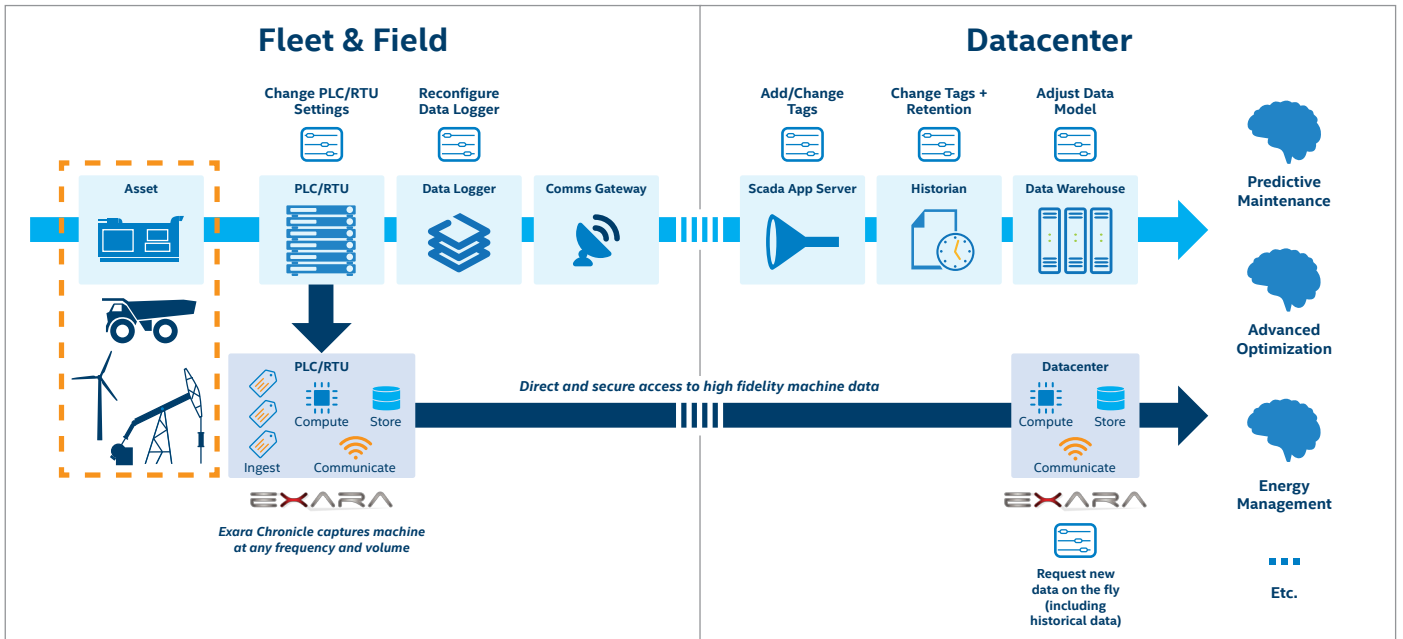 Fleet & Field
Datacenter
Change PLC/RTU
Settings
Reconfigure
Data Logger
Add/Change
Tags
Change Tags +
Retention
Adjust Data
Model
Asset
PLC/RTU
Data Logger
Comms Gateway
Scada App Server
Historian
Data Warehouse
Predictive
Maintenance
Advanced
Optimization
PLC/RTU
Compute
Store
Ingest
Communicate
Direct and secure access to high fidelity machine data
Datacenter
Compute
Store
Communicate
EXARA
Exara Chronicle captures machine
at any frequency and volume
EXARA
Request new
data on the fly
(including
historical data)
Energy
Management
Etc.